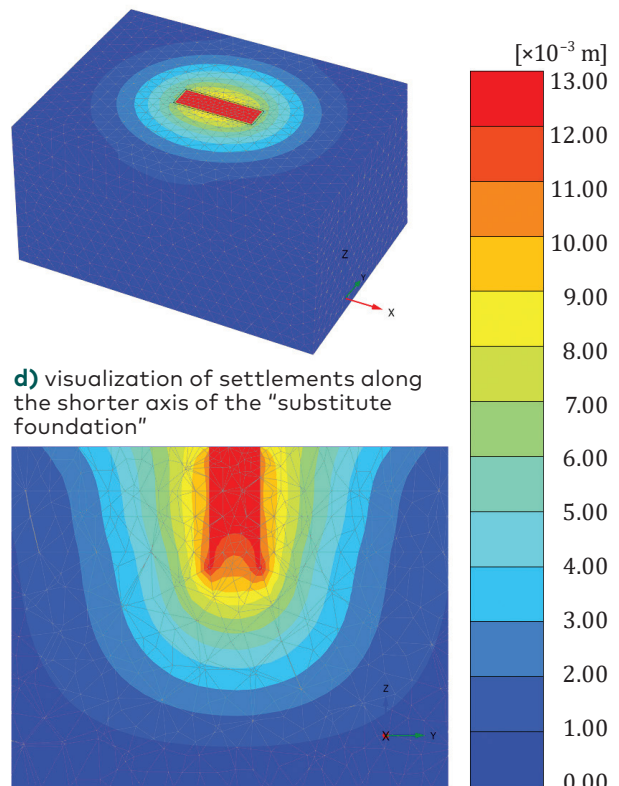 [×10⁻³ m]
13.00
12.00
11.00
10.00
9.00
8.00
7.00
6.00
5.00
4.00
3.00
2.00
1.00
0.00
Z
Y
X
d) visualization of settlements along
the shorter axis of the “substitute
foundation”
Z
X Y